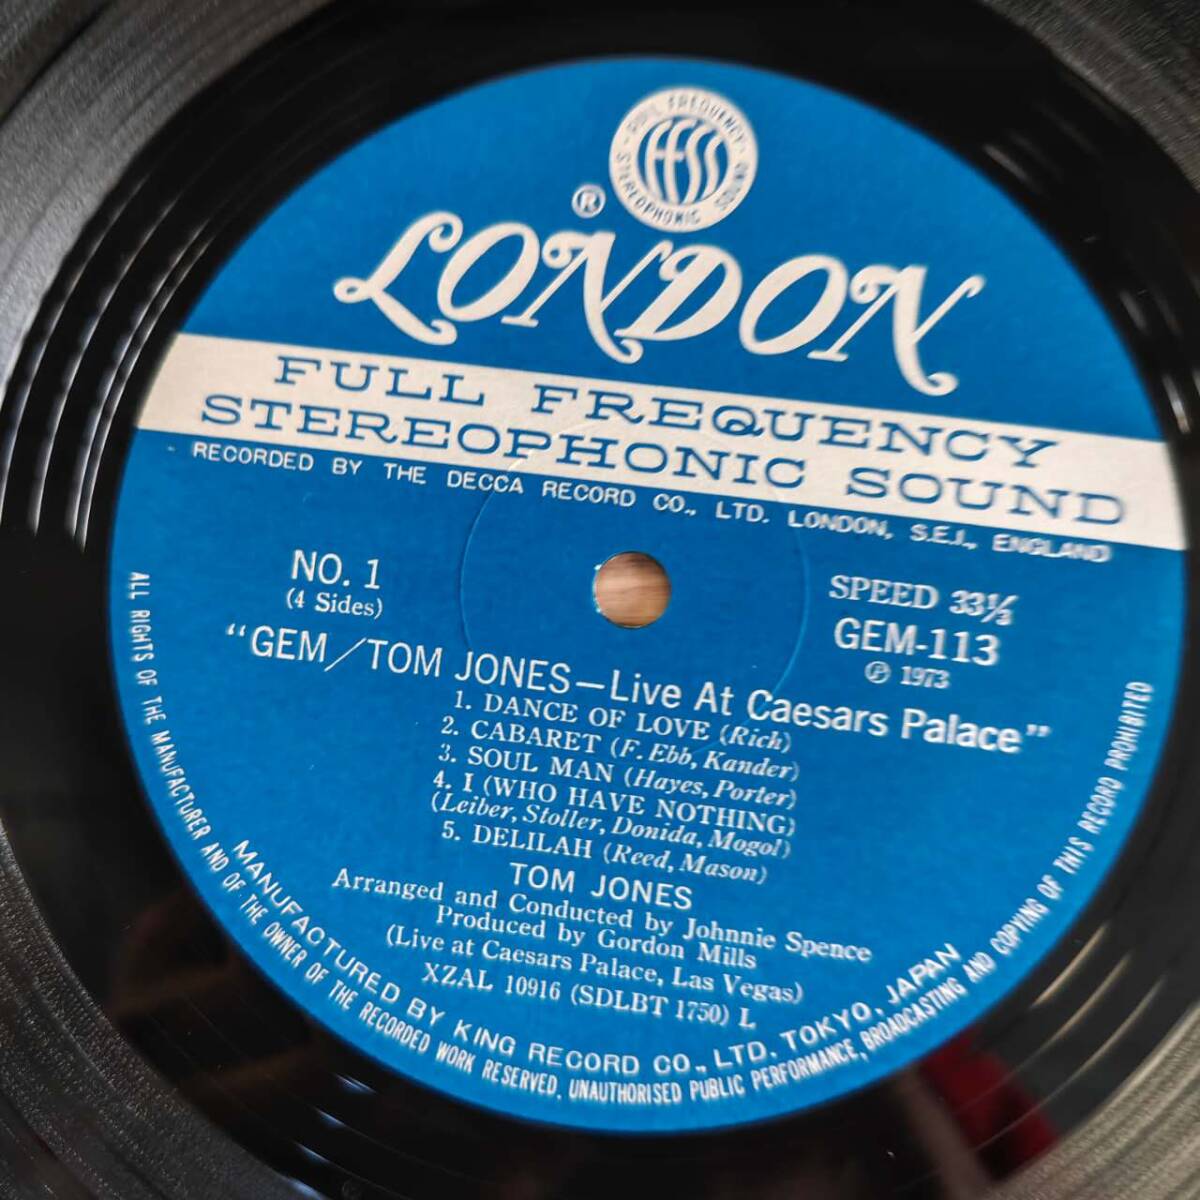 FULL FREQUENCY
STEREOPHONIC SOUND
FFSS
®
LONDON
FULL FREQUENCY
STEREOPHONIC SOUND
RECORDED BY THE DECCA RECORD CO., LTD. LONDON, S.E.I., ENGLAND
NO. 1
(4 Sides)
SPEED 33⅓
GEM-113
Ⓟ 1973
"GEM/TOM JONES—Live At Caesars Palace"
1. DANCE OF LOVE (Rich)
2. CABARET (F. Ebb, Kander)
3. SOUL MAN (Hayes, Porter)
4. I (WHO HAVE NOTHING)
(Leiber, Stoller, Donida, Mogol)
5. DELILAH (Reed, Mason)
TOM JONES
Arranged and Conducted by Johnnie Spence
Produced by Gordon Mills
(Live at Caesars Palace, Las Vegas)
XZAL 10916 (SDLBT 1750) L
MANUFACTURED BY KING RECORD CO., LTD. TOKYO, JAPAN
ALL RIGHTS OF THE MANUFACTURER AND OF THE OWNER OF THE RECORDED WORK RESERVED. UNAUTHORISED PUBLIC PERFORMANCE, BROADCASTING AND COPYING OF THIS RECORD PROHIBITED